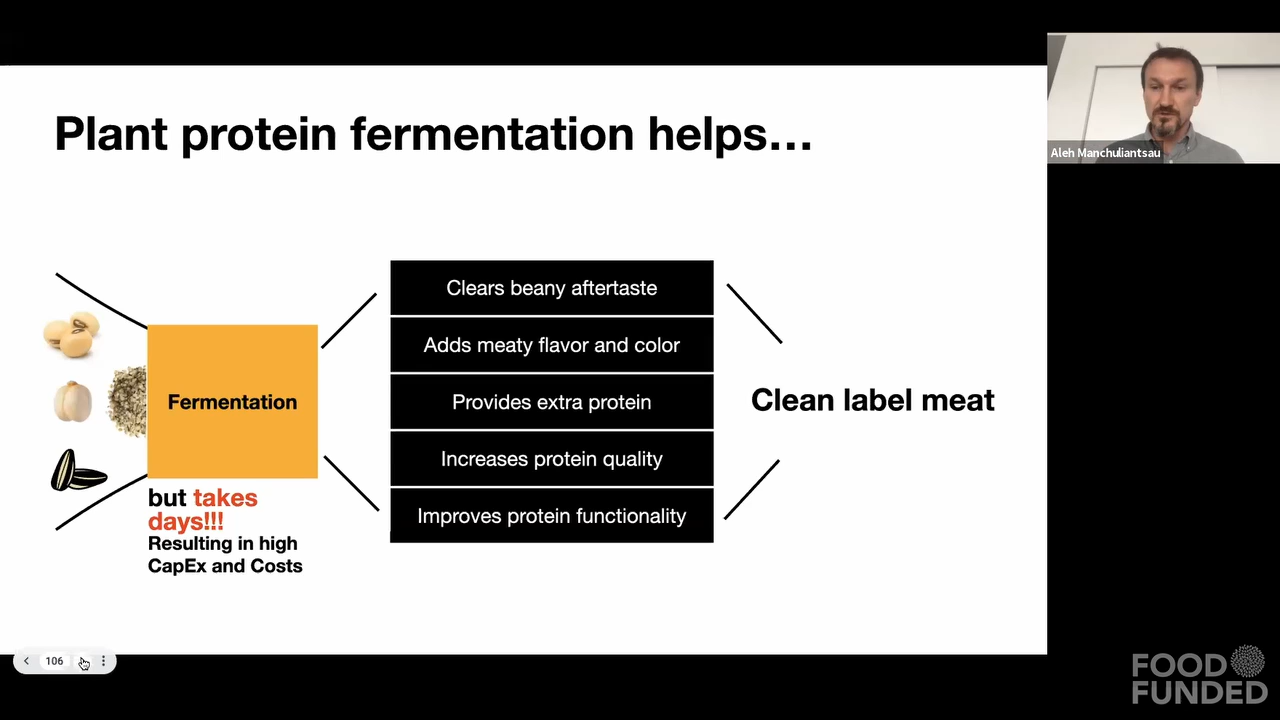 Plant protein fermentation helps…
Aleh Manchuliantsau
Clears beany aftertaste
Adds meaty flavor and color
Fermentation
Provides extra protein
Clean label meat
Increases protein quality
Improves protein functionality
but takes
days!!!
Resulting in high
CapEx and Costs
106
FOOD
FUNDED